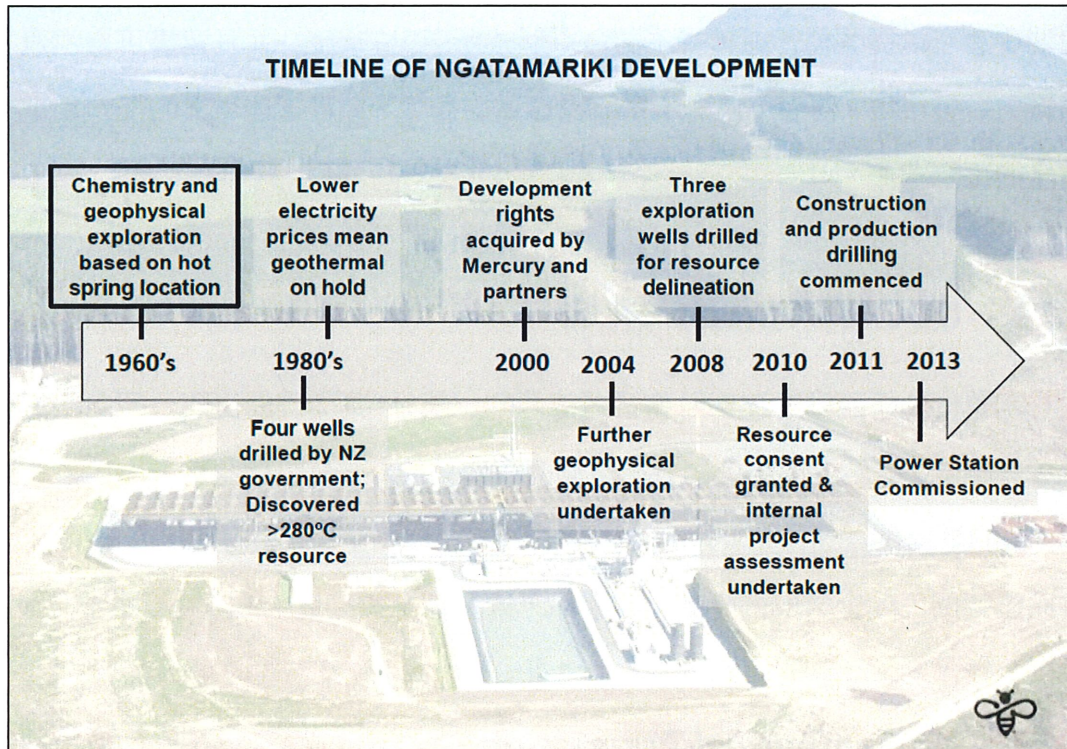 TIMELINE OF NGATAMARIKI DEVELOPMENT
Chemistry and
geophysical
exploration
based on hot
spring location
Lower
electricity
prices mean
geothermal
on hold
Development
rights
acquired by
Mercury and
partners
Three
exploration
wells drilled
for resource
delineation
Construction
and production
drilling
commenced
1960's
1980's
2000
2004
2008
2010
2011
2013
Four wells
drilled by NZ
government;
Discovered
>280ºC
resource
Further
geophysical
exploration
undertaken
Resource
consent
granted &
internal
project
assessment
undertaken
Power Station
Commissioned